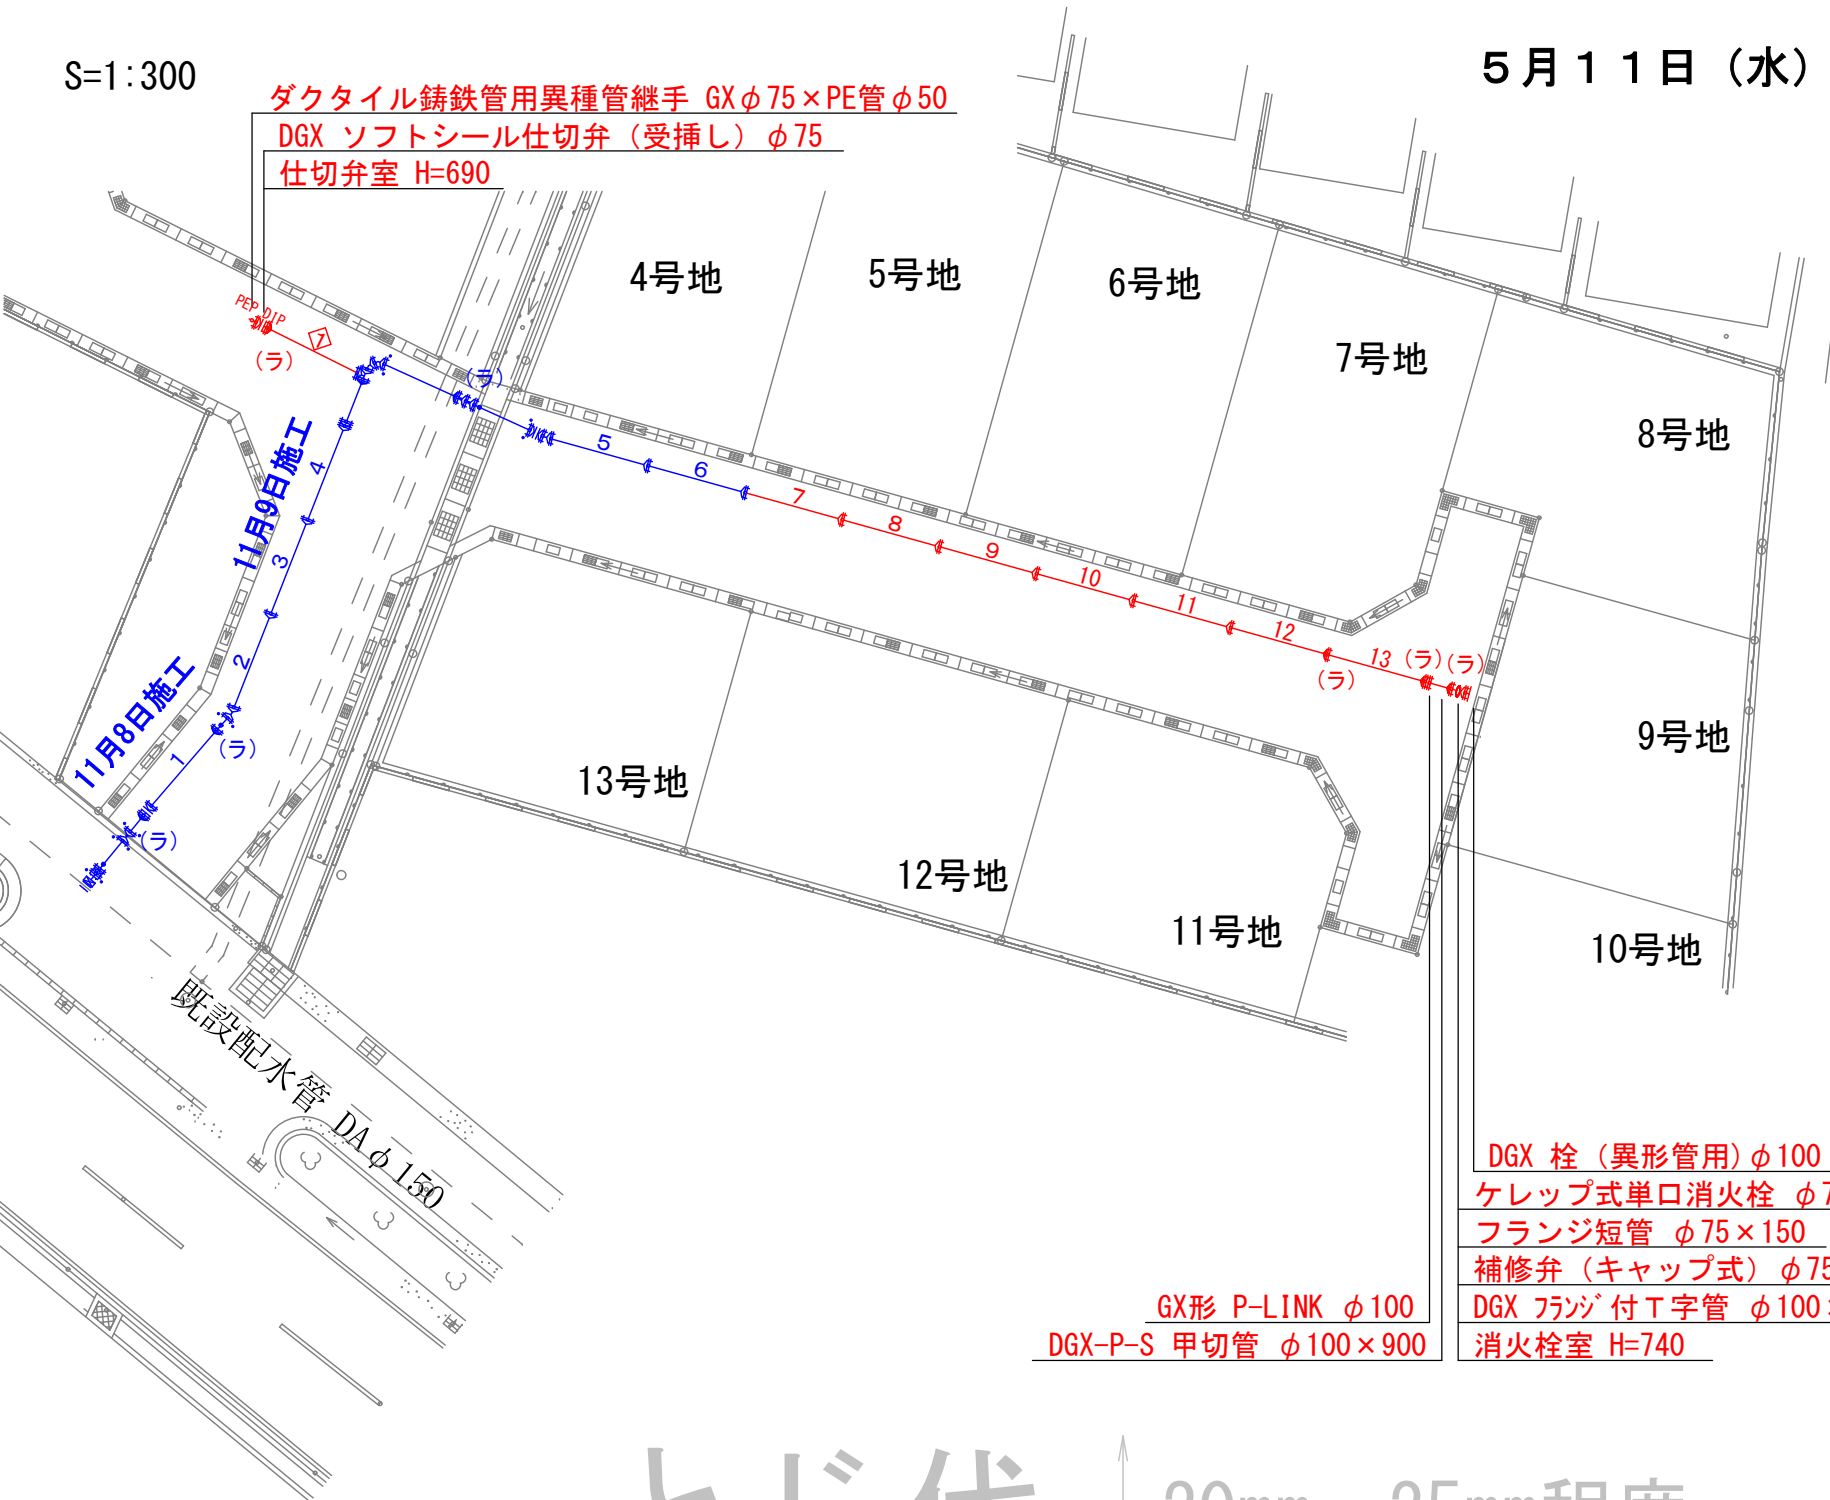 S=1:300
5月11日（水）
ダクタイル鋳鉄管用異種管継手 GXφ75×PE管φ50
DGX ソフトシール仕切弁（受挿し）φ75
仕切弁室 H=690
4号地
5号地
6号地
7号地
8号地
9号地
10号地
11号地
12号地
13号地
PEP DIP
1
(ラ)
(ラ)
11月9日施工
4
3
2
11月8日施工
1
(ラ)
(ラ)
5
6
7
8
9
10
11
12
13
(ラ)
(ラ)
(ラ)
既設配水管 DAφ150
DGX 栓（異形管用）φ100
ケレップ式単口消火栓 φ7
フランジ短管 φ75×150
補修弁（キャップ式）φ75
DGX フランジ付T字管 φ100
消火栓室 H=740
GX形 P-LINK φ100
DGX-P-S 甲切管 φ100×900